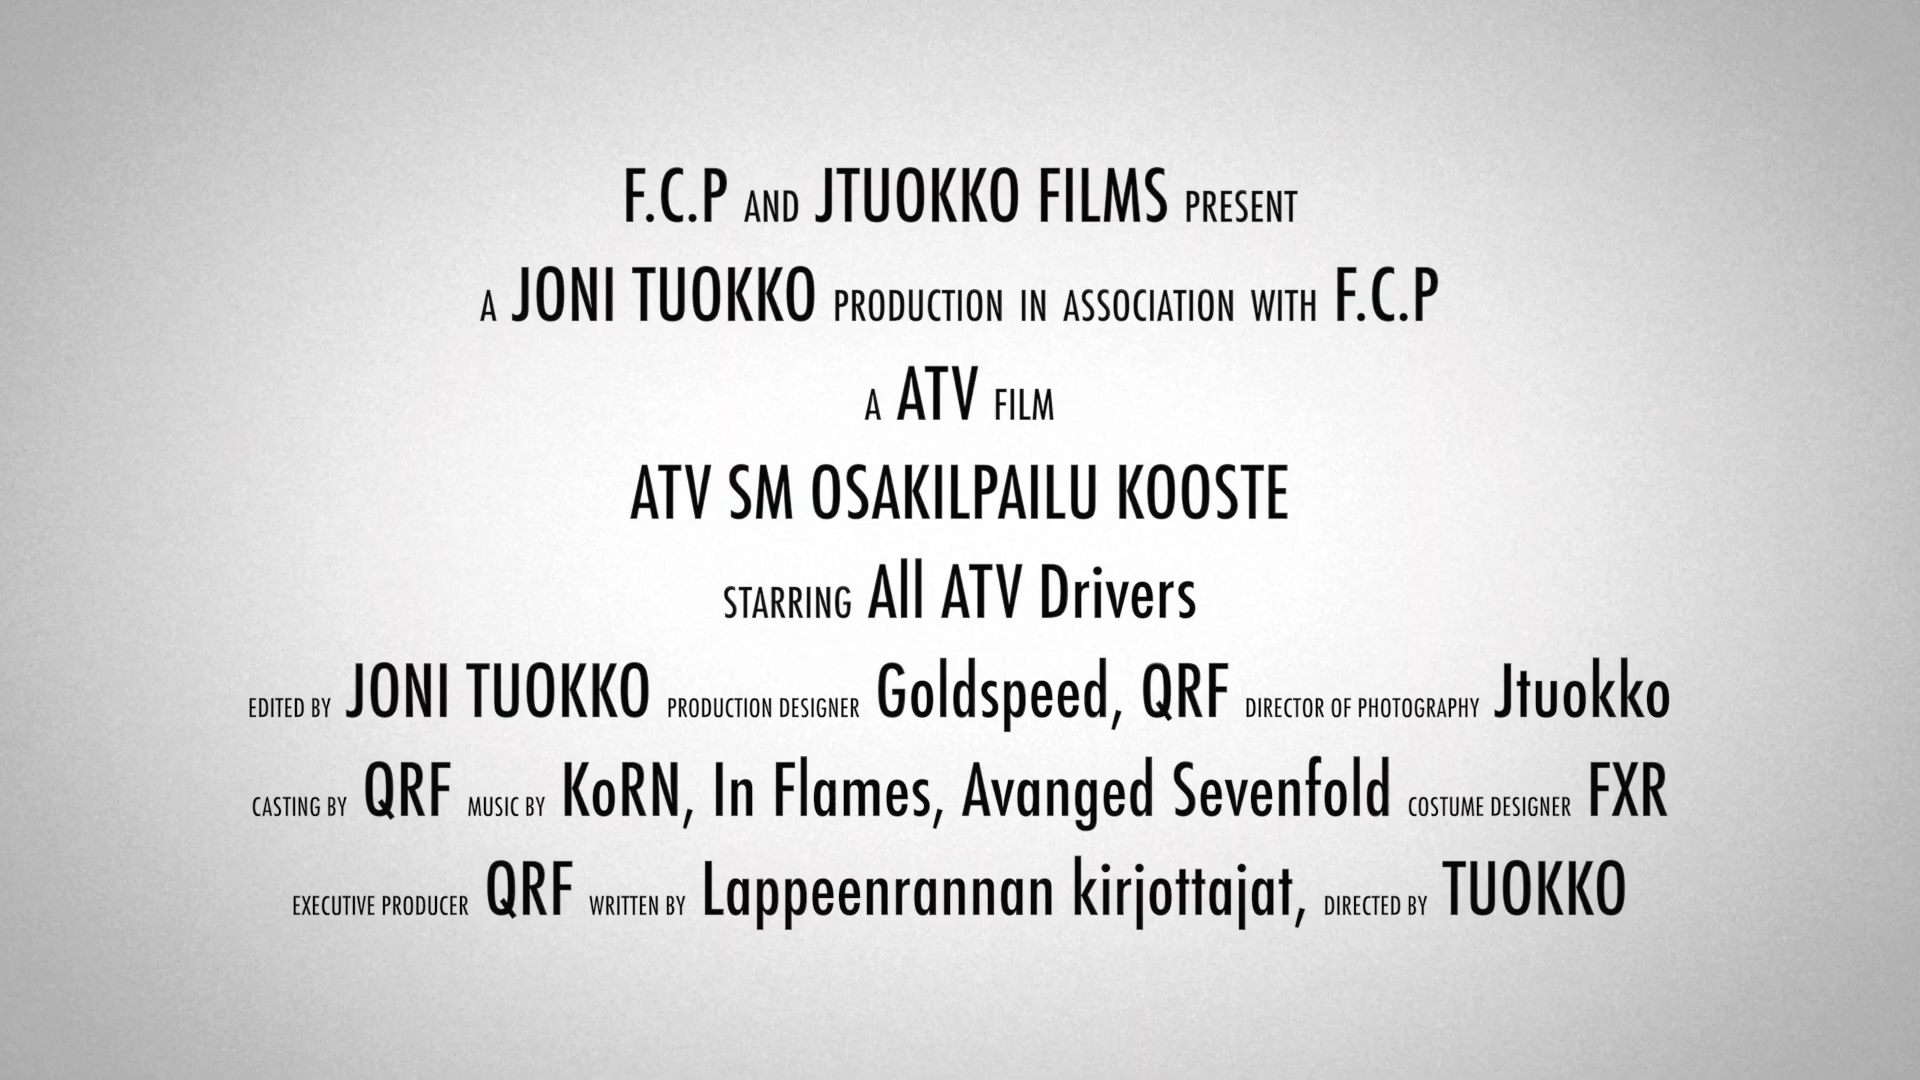 F.C.P AND JTUOKKO FILMS PRESENT
A JONI TUOKKO PRODUCTION IN ASSOCIATION WITH F.C.P
A ATV FILM
ATV SM OSAKILPAILU KOOSTE
STARRING All ATV Drivers
EDITED BY JONI TUOKKO PRODUCTION DESIGNER Goldspeed, QRF DIRECTOR OF PHOTOGRAPHY Jtuokko
CASTING BY QRF MUSIC BY KoRN, In Flames, Avanged Sevenfold COSTUME DESIGNER FXR
EXECUTIVE PRODUCER QRF WRITTEN BY Lappeenrannan kirjottajat, DIRECTED BY TUOKKO